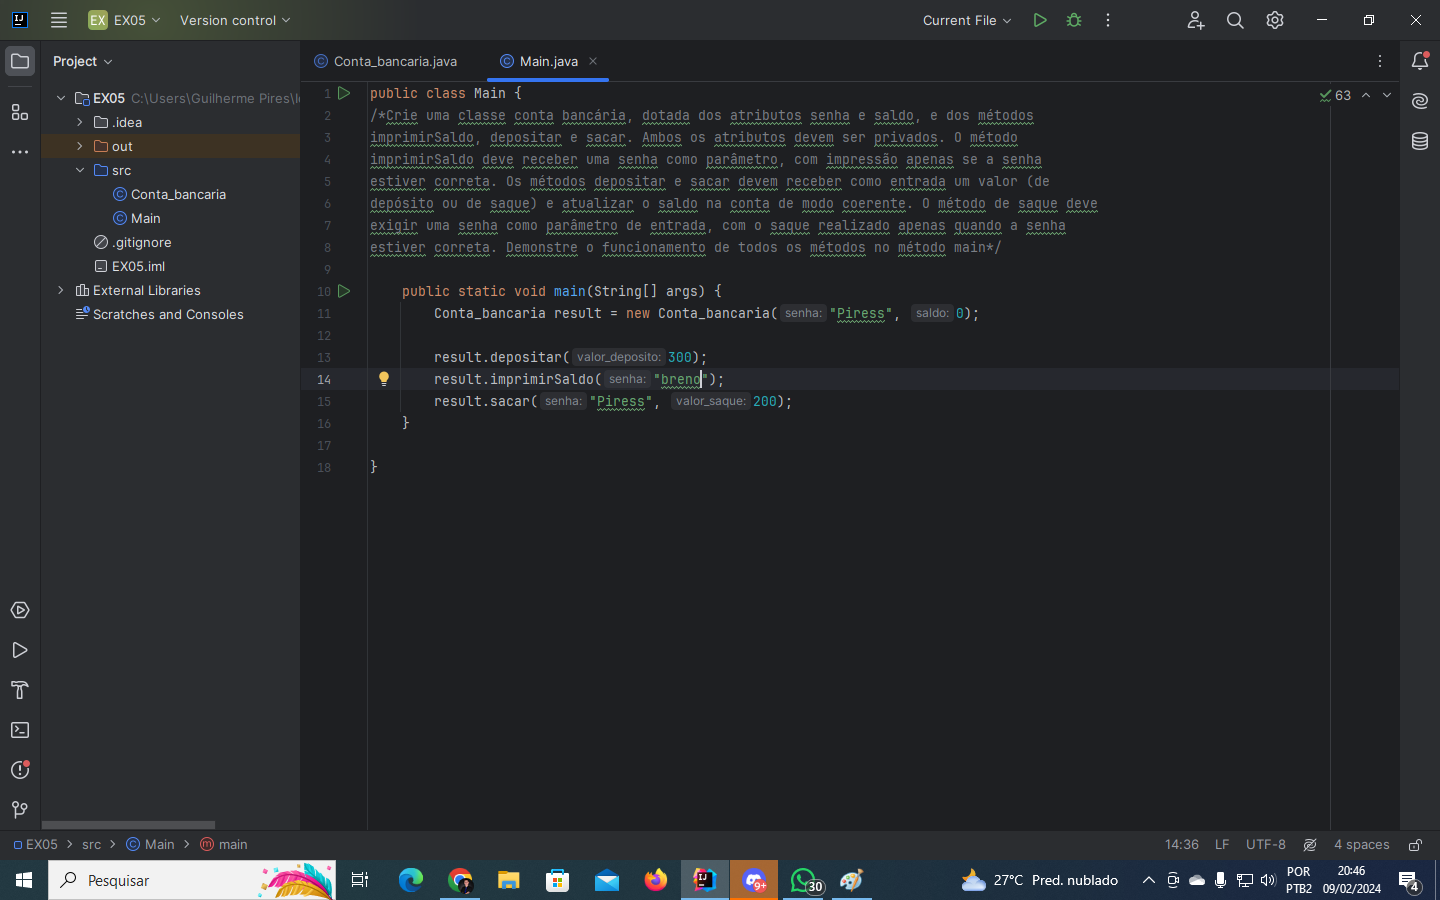 EX EX05 Version control Current File
Project
Conta_bancaria.java
Main.java
EX05 C:\Users\Guilherme Pires\
.idea
out
src
Conta_bancaria
Main
.gitignore
EX05.iml
External Libraries
Scratches and Consoles
63
1 public class Main {
2 /*Crie uma classe conta bancária, dotada dos atributos senha e saldo, e dos métodos
3 imprimirSaldo, depositar e sacar. Ambos os atributos devem ser privados. O método
4 imprimirSaldo deve receber uma senha como parâmetro, com impressão apenas se a senha
5 estiver correta. Os métodos depositar e sacar devem receber como entrada um valor (de
6 depósito ou de saque) e atualizar o saldo na conta de modo coerente. O método de saque deve
7 exigir uma senha como parâmetro de entrada, com o saque realizado apenas quando a senha
8 estiver correta. Demonstre o funcionamento de todos os métodos no método main*/
9
10 public static void main(String[] args) {
11 Conta_bancaria result = new Conta_bancaria( senha: "Piress", saldo: 0);
12
13 result.depositar( valor_deposito: 300);
14 result.imprimirSaldo( senha: "breno");
15 result.sacar( senha: "Piress", valor_saque: 200);
16 }
17
18 }
EX05 src Main main
14:36 LF UTF-8 4 spaces
Pesquisar
9+
30
27°C Pred. nublado
POR
PTB2
20:46
09/02/2024
4